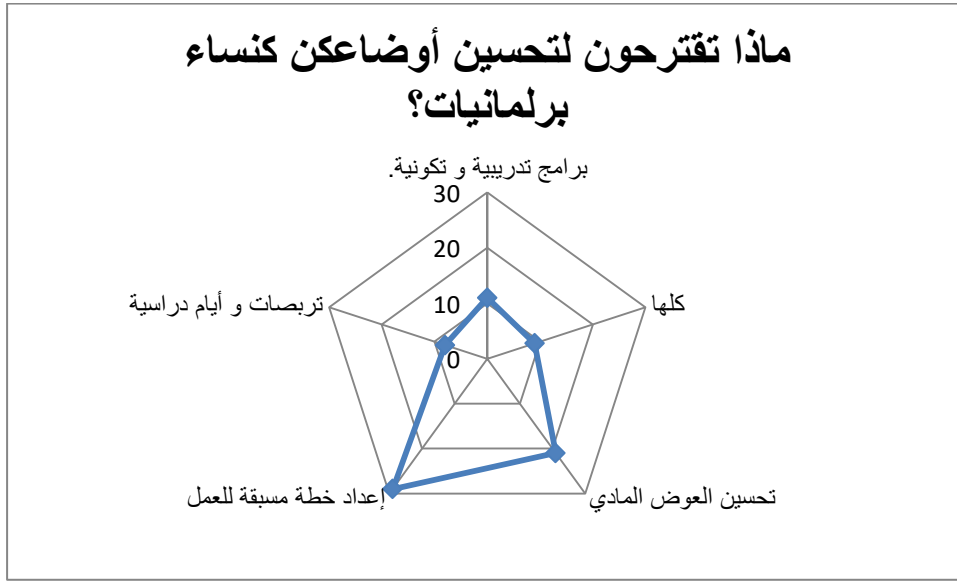 ماذا تقترحون لتحسين أوضاعكن كنساء
برلمانيات؟
برامج تدريبية و تكونية.
30
20
10
0
كلها
تربصات و أيام دراسية
تحسين العوض المادي
إعداد خطة مسبقة للعمل